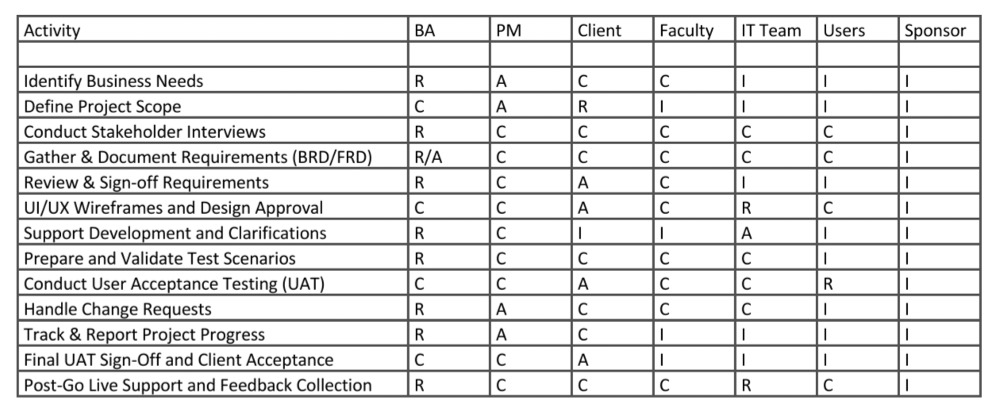 Activity BA PM Client Faculty IT Team Users Sponsor
Identify Business Needs R A C C I I I
Define Project Scope C A R I I I I
Conduct Stakeholder Interviews R C C C C C I
Gather & Document Requirements (BRD/FRD) R/A C C C C C I
Review & Sign-off Requirements R C A C I I I
UI/UX Wireframes and Design Approval C C A C R C I
Support Development and Clarifications R C I I A I I
Prepare and Validate Test Scenarios R C C C C I I
Conduct User Acceptance Testing (UAT) C C A C C R I
Handle Change Requests R A C C C I I
Track & Report Project Progress R A C I I I I
Final UAT Sign-Off and Client Acceptance C C A I I I I
Post-Go Live Support and Feedback Collection R C C C R C I